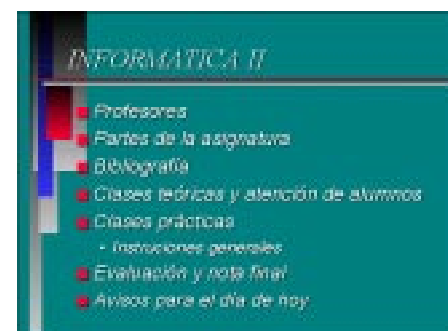 INFORMATICA II
Profesores
Partes de la asignatura
Bibliografía
Clases teóricas y atención de alumnos
Clases prácticas
Instruciones generales
Evaluación y nota final
Avisos para el día de hoy